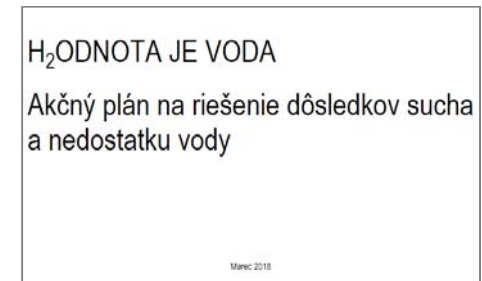 H₂ODNOTA JE VODA
Akčný plán na riešenie dôsledkov sucha
a nedostatku vody
Marec 2018